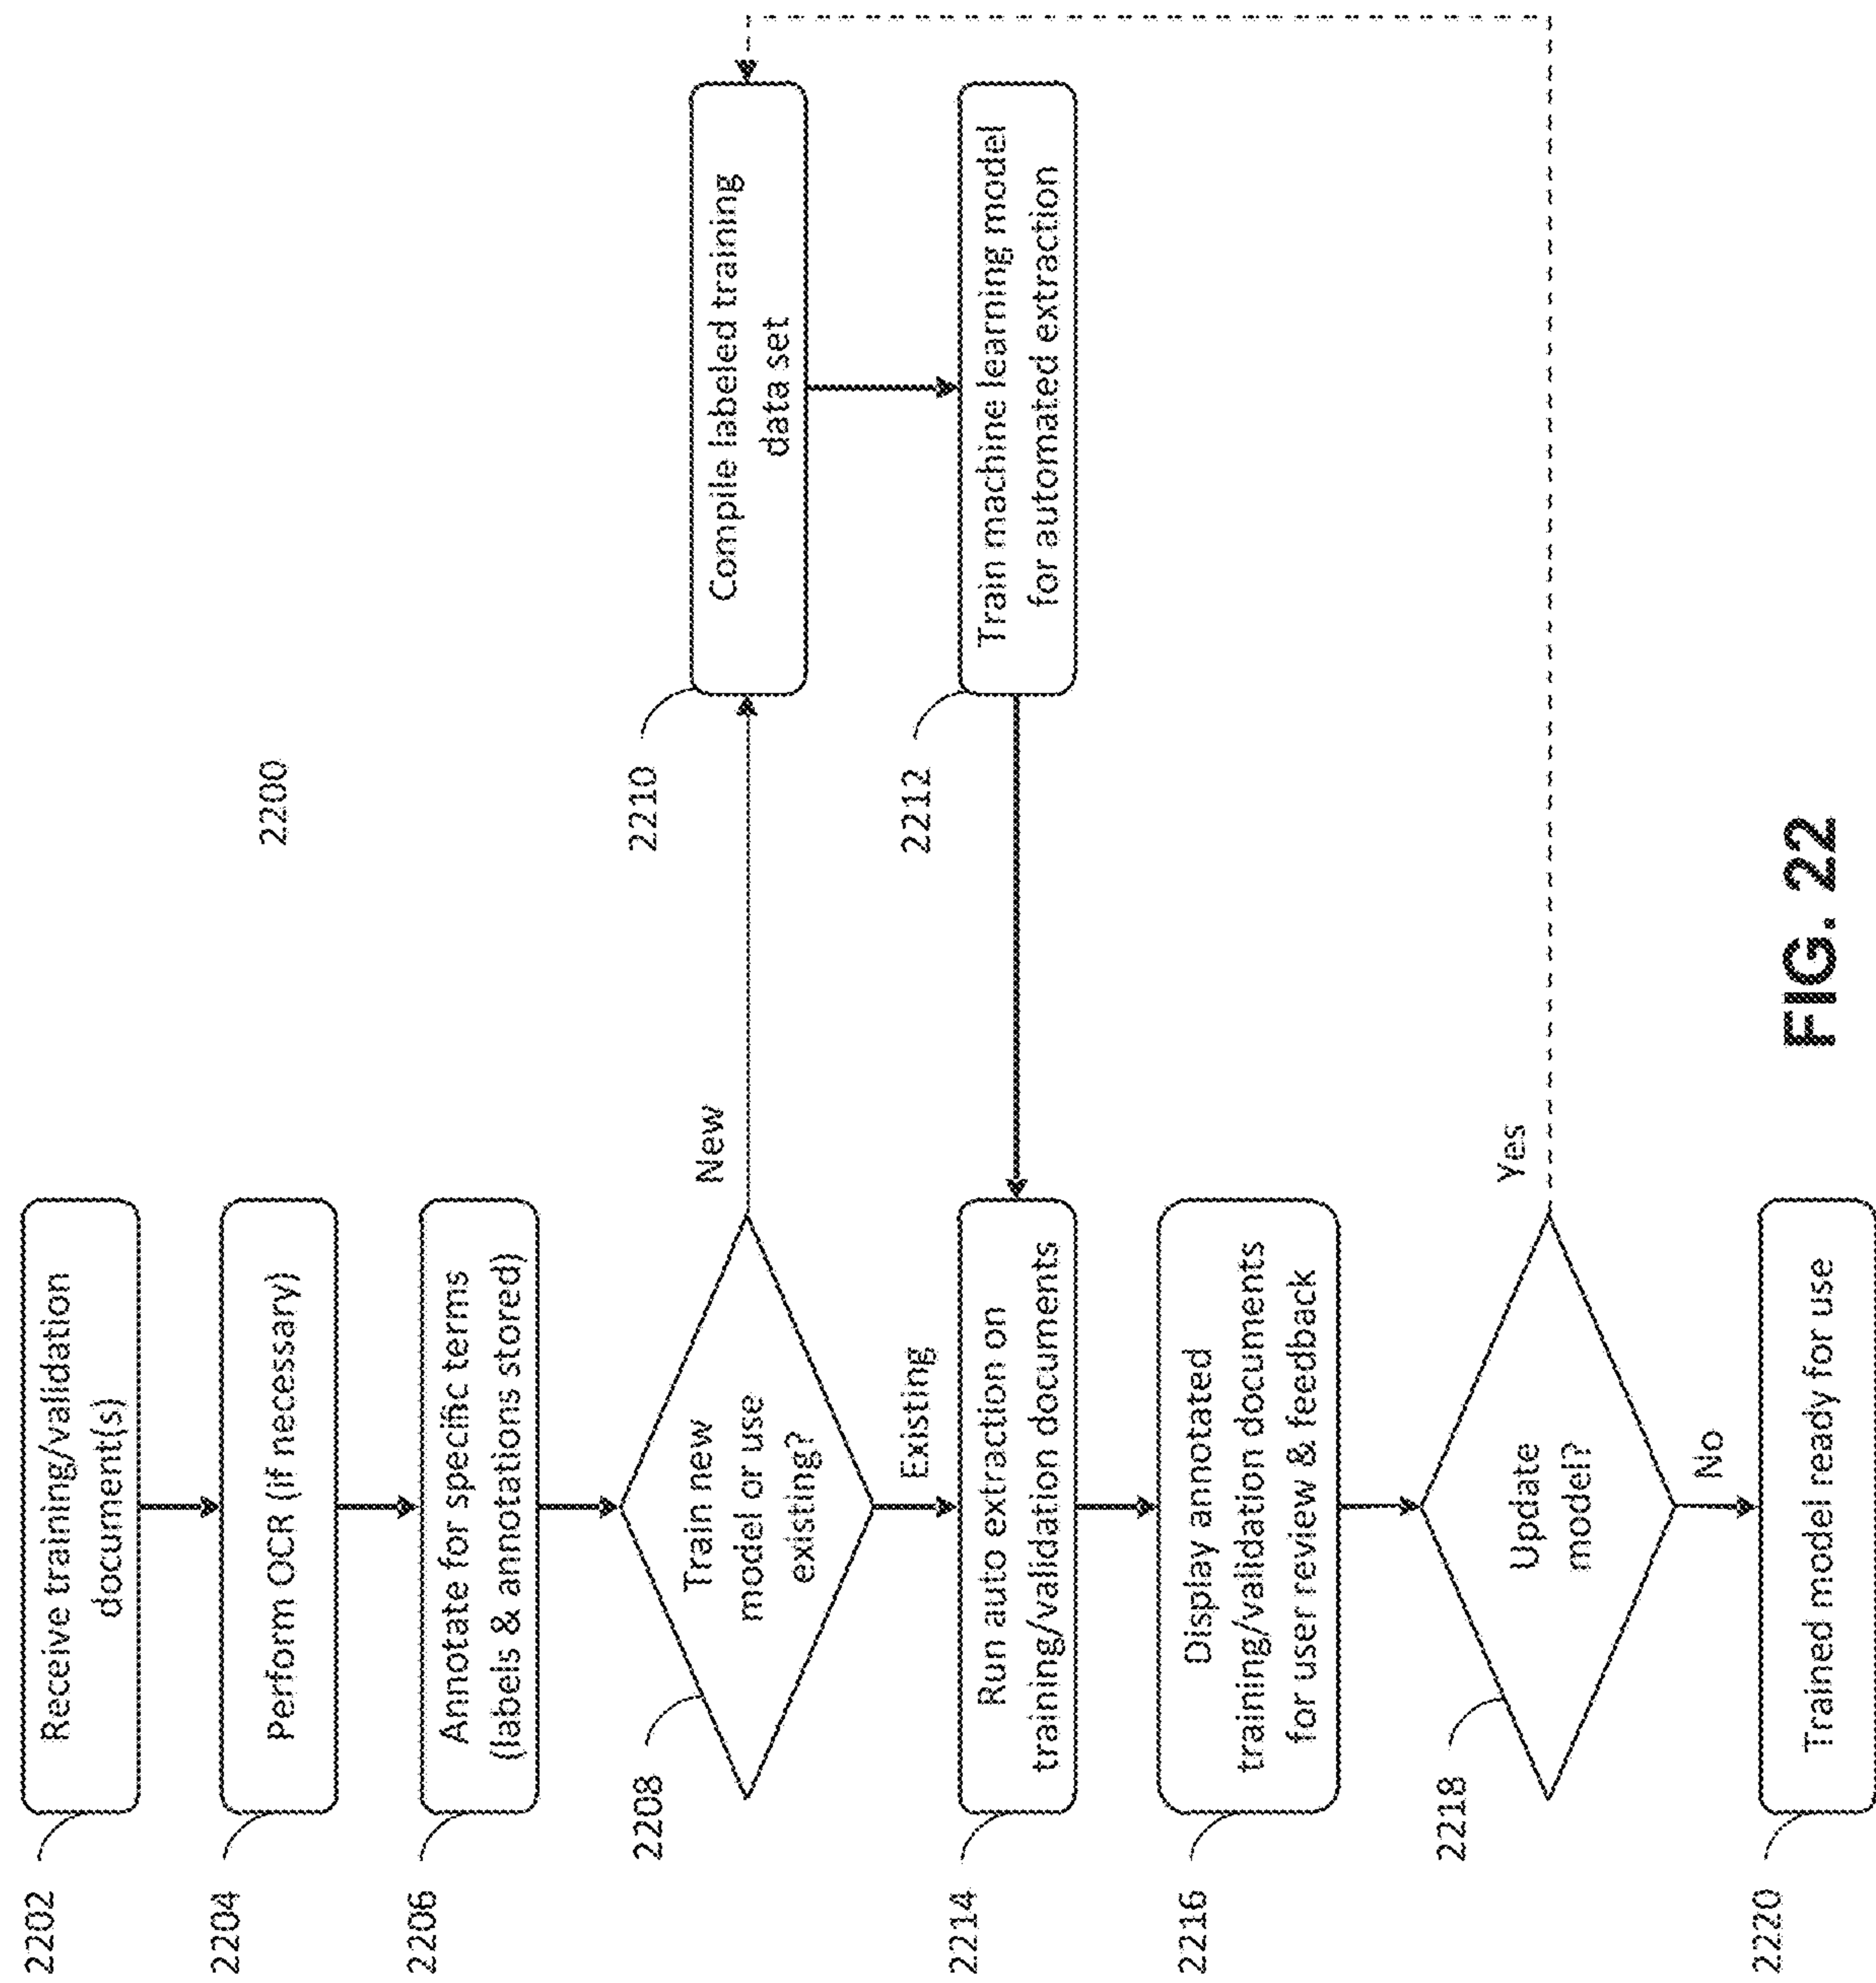 2200
2202
Receive training/validation
document(s)
2204
Perform OCR (if necessary)
2206
Annotate for specific terms
(labels & annotations stored)
2208
Train new
model or use
existing?
New
Existing
2210
Compile labeled training
data set
2212
Train machine learning model
for automated extraction
2214
Run auto extraction on
training/validation documents
2216
Display annotated
training/validation documents
for user review & feedback
2218
Update
model?
Yes
No
2220
Trained model ready for use
FIG. 22